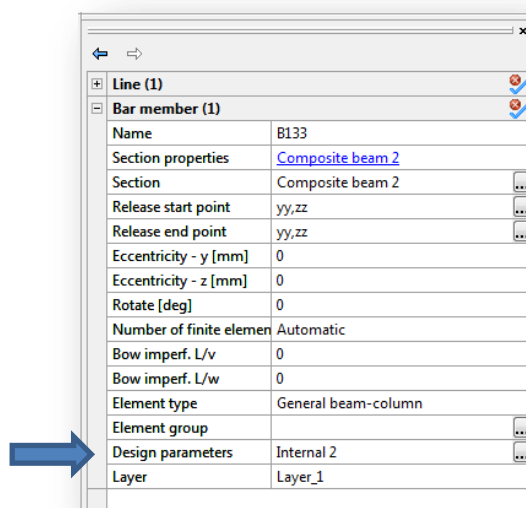 Line (1)
Bar member (1)
Name B133
Section properties Composite beam 2
Section Composite beam 2 ...
Release start point yy,zz ...
Release end point yy,zz ...
Eccentricity - y [mm] 0
Eccentricity - z [mm] 0
Rotate [deg] 0
Number of finite elemen Automatic
Bow imperf. L/v 0
Bow imperf. L/w 0
Element type General beam-column
Element group ...
Design parameters Internal 2 ...
Layer Layer_1